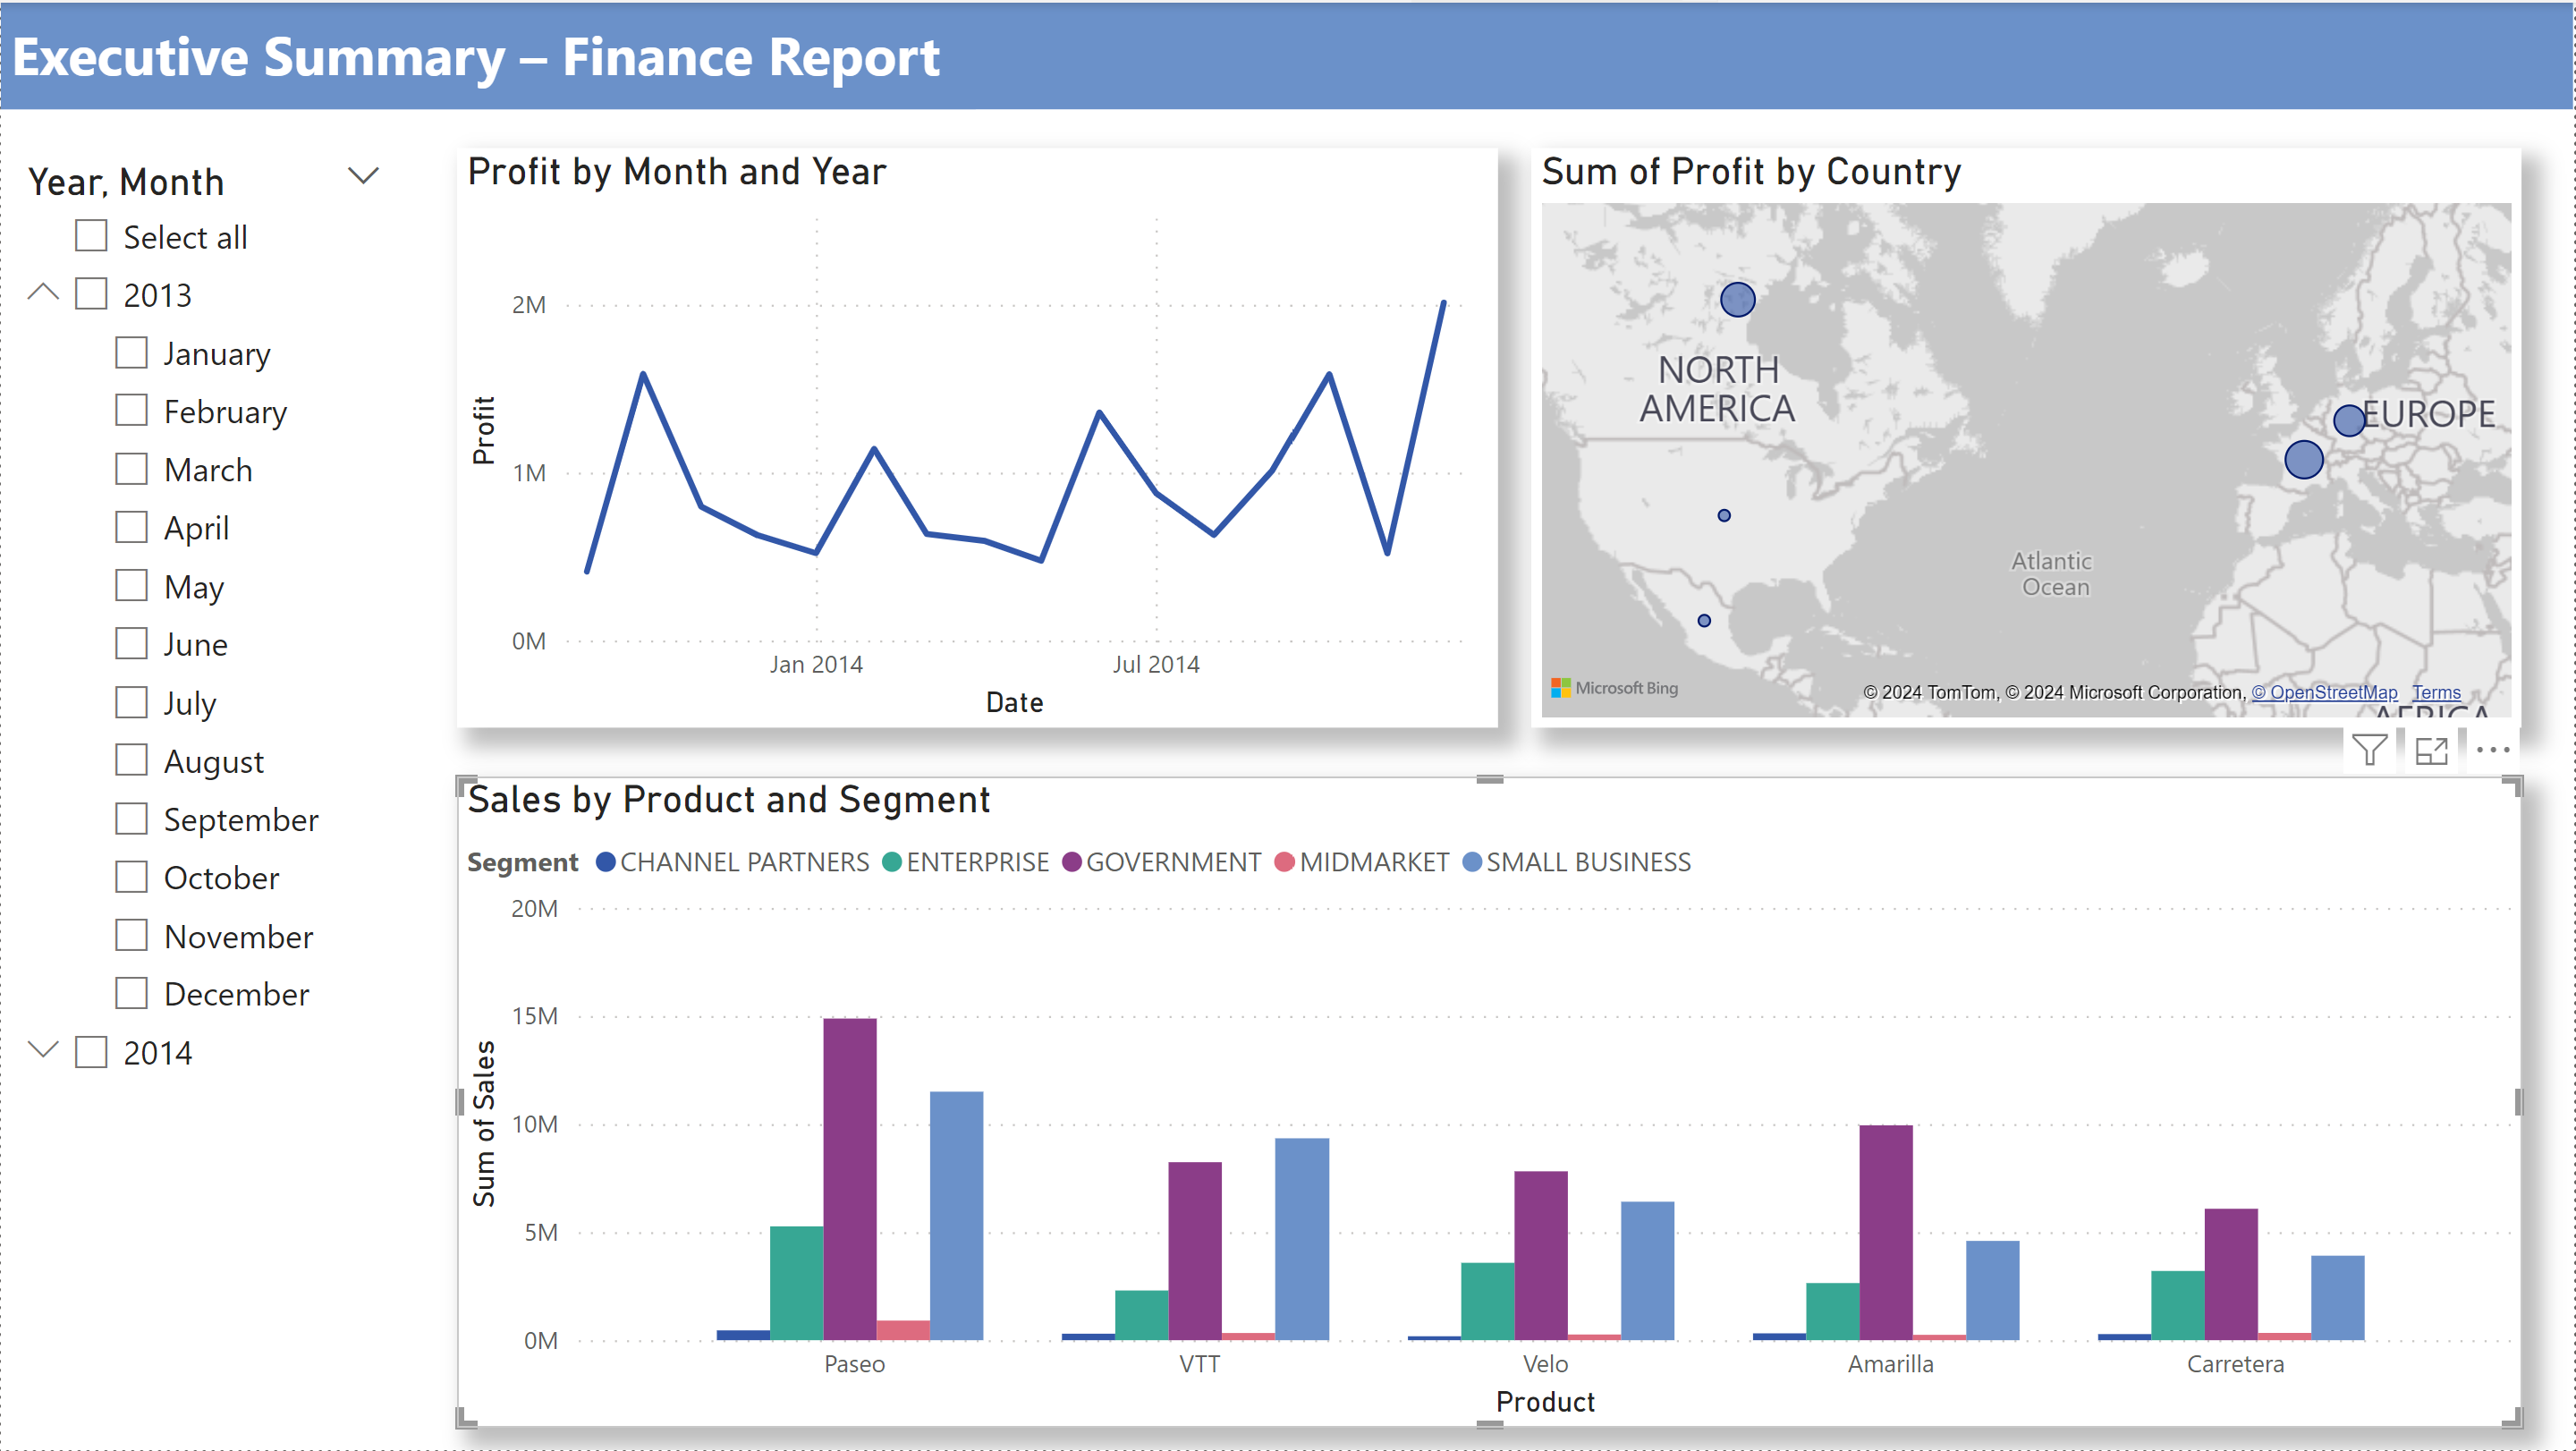 Executive Summary – Finance Report
Year, Month
Select all
2013
January
February
March
April
May
June
July
August
September
October
November
December
2014
Profit by Month and Year
Profit
2M
1M
0M
Jan 2014
Jul 2014
Date
Sum of Profit by Country
NORTH
AMERICA
EUROPE
Atlantic
Ocean
Microsoft Bing
© 2024 TomTom, © 2024 Microsoft Corporation, © OpenStreetMap Terms
AFRICA
Sales by Product and Segment
Segment CHANNEL PARTNERS ENTERPRISE GOVERNMENT MIDMARKET SMALL BUSINESS
Sum of Sales
20M
15M
10M
5M
0M
Paseo VTT Velo Amarilla Carretera
Product